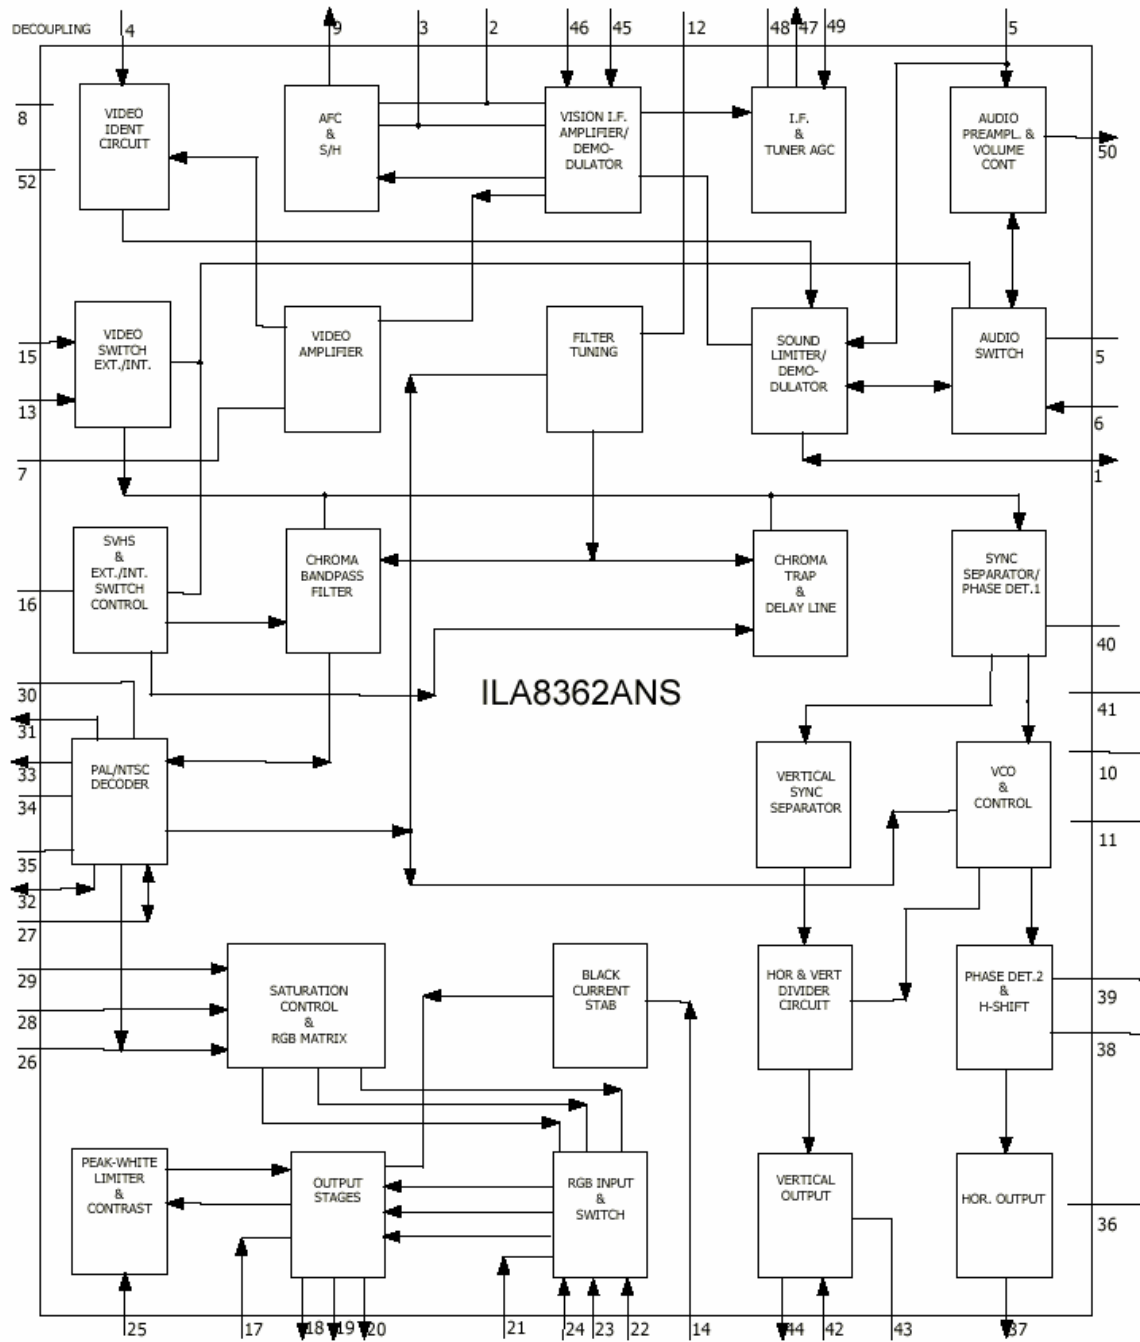 DECOUPLING 4 9 3 2 46 45 12 48 47 49 5
8
VIDEO
IDENT
CIRCUIT
AFC
&
S/H
VISION I.F.
AMPLIFIER/
DEMO-
DULATOR
I.F.
&
TUNER AGC
AUDIO
PREAMPL. &
VOLUME
CONT
50
52
15
VIDEO
SWITCH
EXT./INT.
VIDEO
AMPLIFIER
FILTER
TUNING
SOUND
LIMITER/
DEMO-
DULATOR
AUDIO
SWITCH
5
13
6
7
1
SVHS
&
EXT./INT.
SWITCH
CONTROL
CHROMA
BANDPASS
FILTER
CHROMA
TRAP
&
DELAY LINE
SYNC
SEPARATOR/
PHASE DET.1
16
40
ILA8362ANS
30
41
31
33
PAL/NTSC
DECODER
VERTICAL
SYNC
SEPARATOR
VCO
&
CONTROL
10
34
11
35
32
27
29
SATURATION
CONTROL
&
RGB MATRIX
BLACK
CURRENT
STAB
HOR & VERT
DIVIDER
CIRCUIT
PHASE DET.2
&
H-SHIFT
39
28
38
26
PEAK-WHITE
LIMITER
&
CONTRAST
OUTPUT
STAGES
RGB INPUT
&
SWITCH
VERTICAL
OUTPUT
HOR. OUTPUT
36
25 17 18 19 20 21 24 23 22 14 44 42 43 37